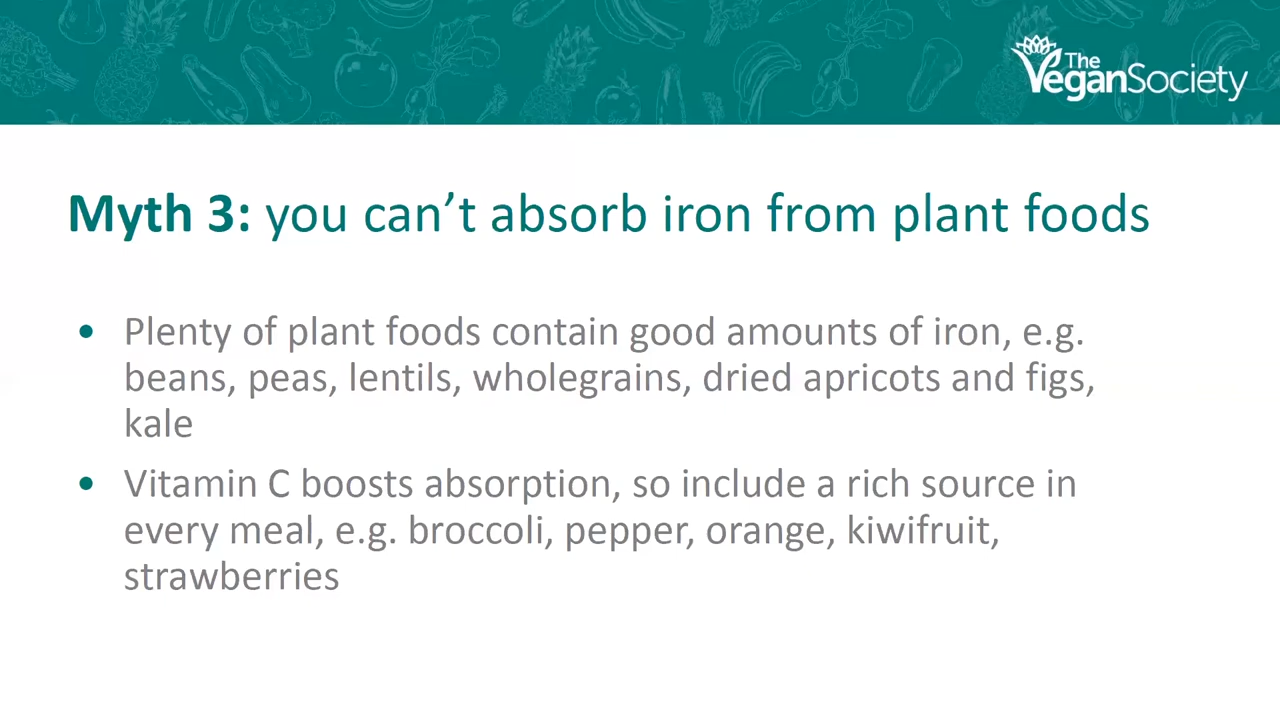 The
VeganSociety
Myth 3: you can’t absorb iron from plant foods
• Plenty of plant foods contain good amounts of iron, e.g.
beans, peas, lentils, wholegrains, dried apricots and figs,
kale
• Vitamin C boosts absorption, so include a rich source in
every meal, e.g. broccoli, pepper, orange, kiwifruit,
strawberries